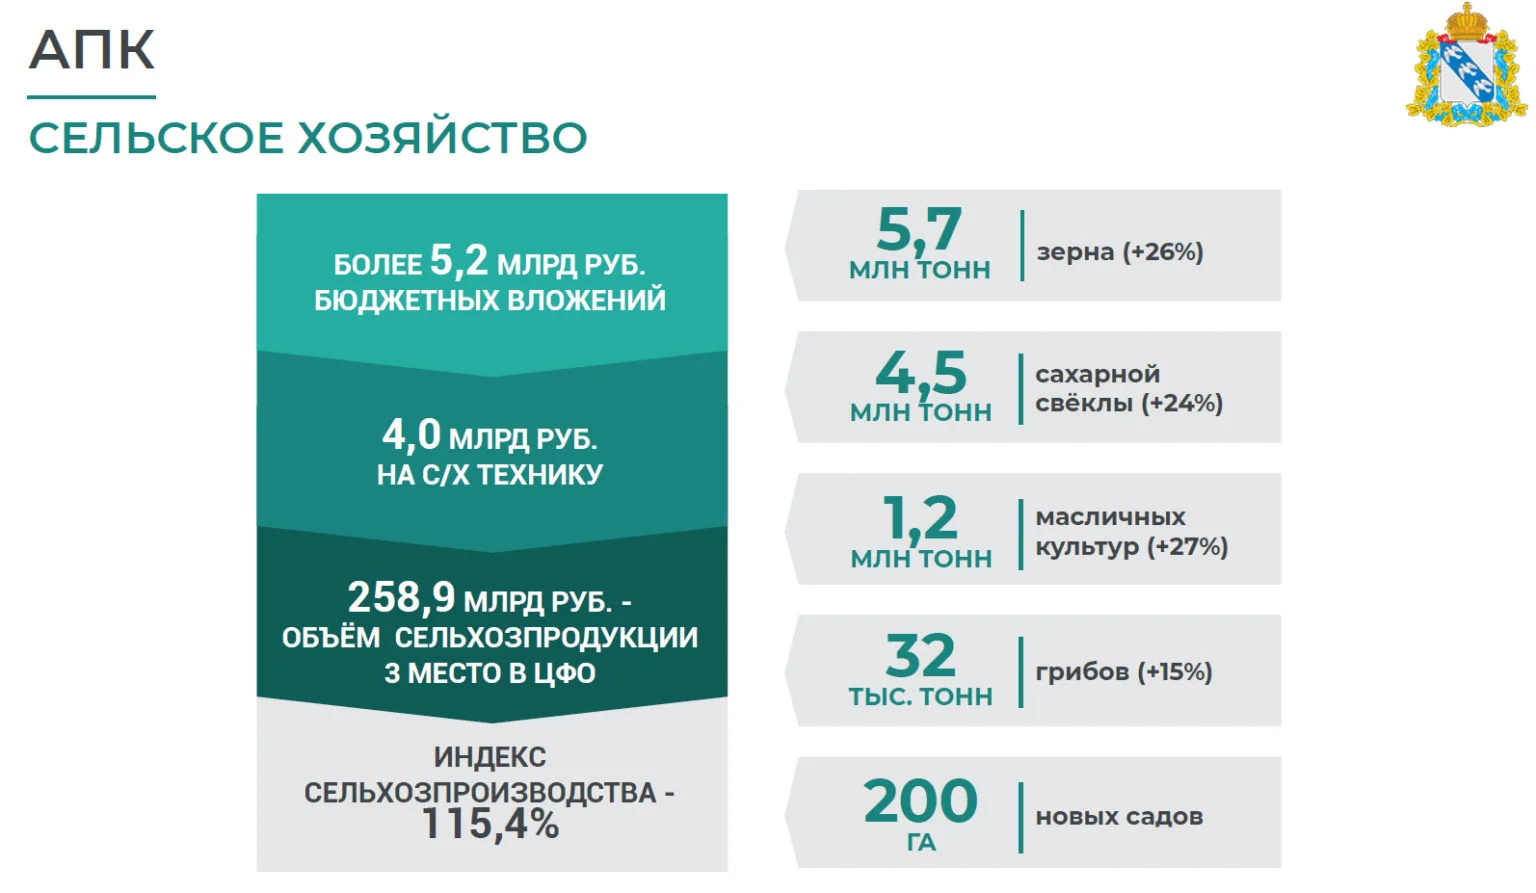 АПК
СЕЛЬСКОЕ ХОЗЯЙСТВО
БОЛЕЕ 5,2 МЛРД РУБ.
БЮДЖЕТНЫХ ВЛОЖЕНИЙ
4,0 МЛРД РУБ.
НА С/Х ТЕХНИКУ
258,9 МЛРД РУБ. -
ОБЪЁМ СЕЛЬХОЗПРОДУКЦИИ
3 МЕСТО В ЦФО
ИНДЕКС
СЕЛЬХОЗПРОИЗВОДСТВА -
115,4%
5,7
МЛН ТОНН
зерна (+26%)
4,5
МЛН ТОНН
сахарной
свёклы (+24%)
1,2
МЛН ТОНН
масличных
культур (+27%)
32
ТЫС. ТОНН
грибов (+15%)
200
ГА
новых садов